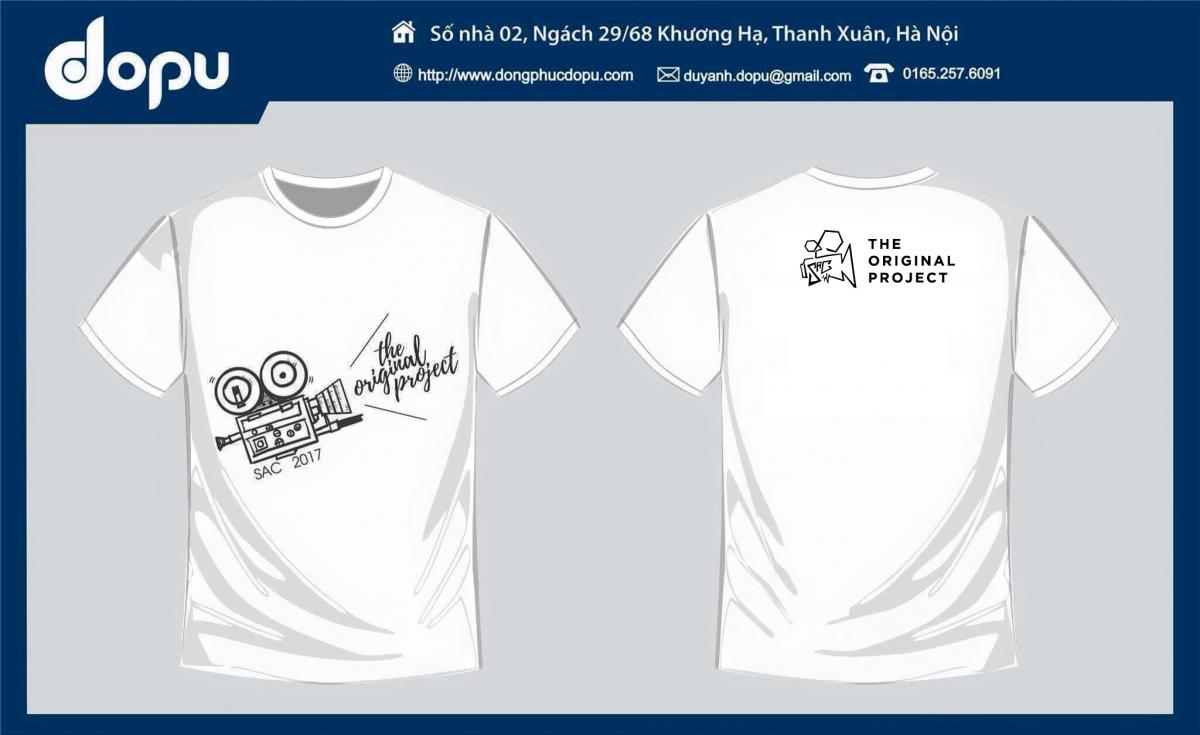 dopu
Số nhà 02, Ngách 29/68 Khương Hạ, Thanh Xuân, Hà Nội
http://www.dongphucdopu.com duyanh.dopu@gmail.com 0165.257.6091
the
original
project
SAC 2017
THE
ORIGINAL
PROJECT